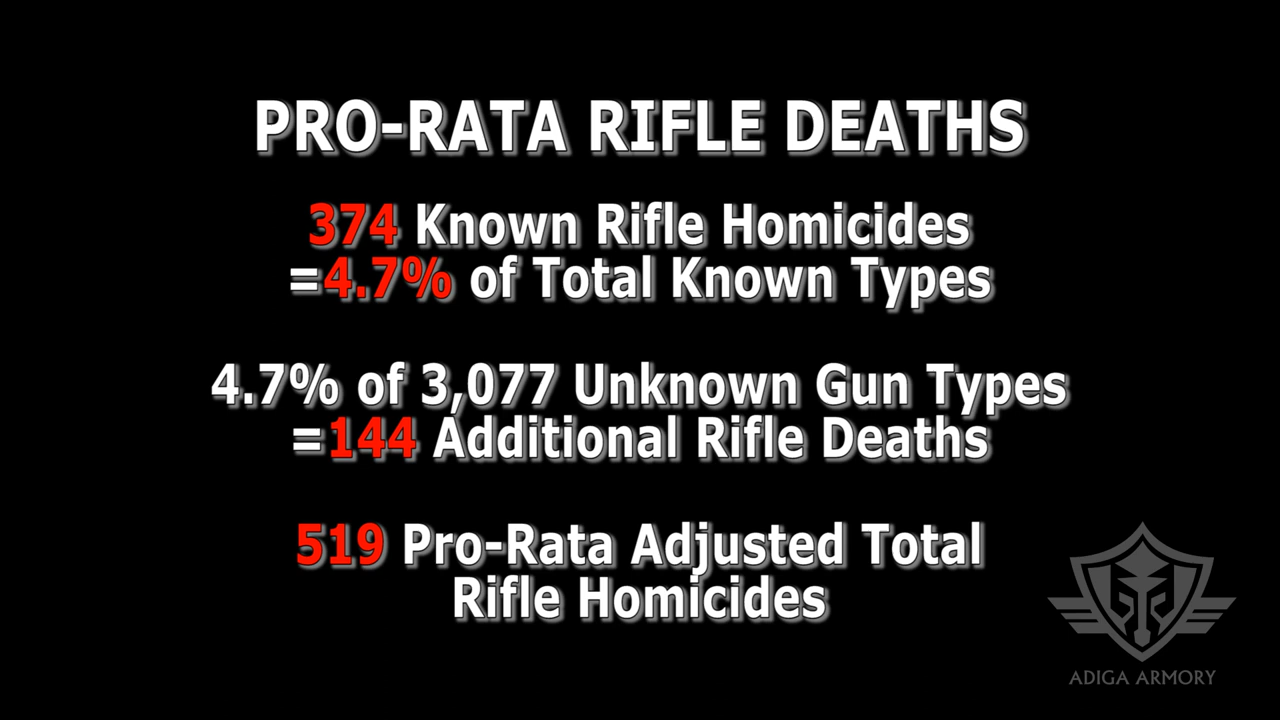 PRO-RATA RIFLE DEATHS
374 Known Rifle Homicides
=4.7% of Total Known Types
4.7% of 3,077 Unknown Gun Types
=144 Additional Rifle Deaths
519 Pro-Rata Adjusted Total
Rifle Homicides
ADIGA ARMORY